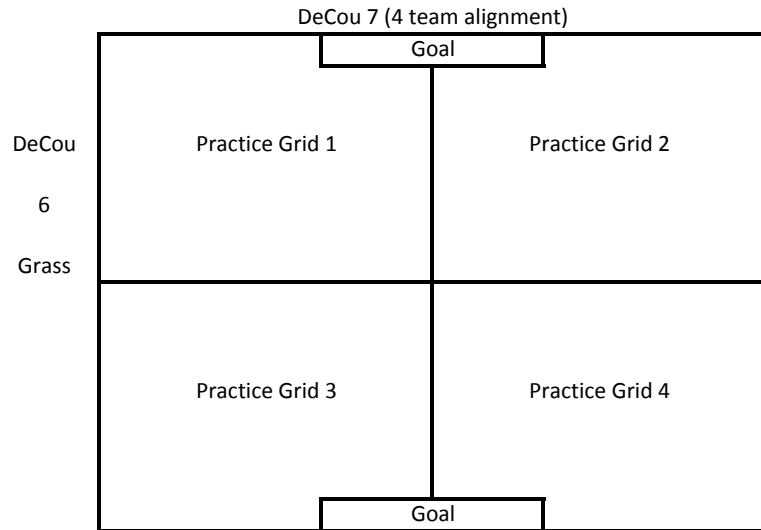 DeCou 7 (4 team alignment)
Goal
DeCou
6
Grass
Practice Grid 1
Practice Grid 2
Practice Grid 3
Practice Grid 4
Goal